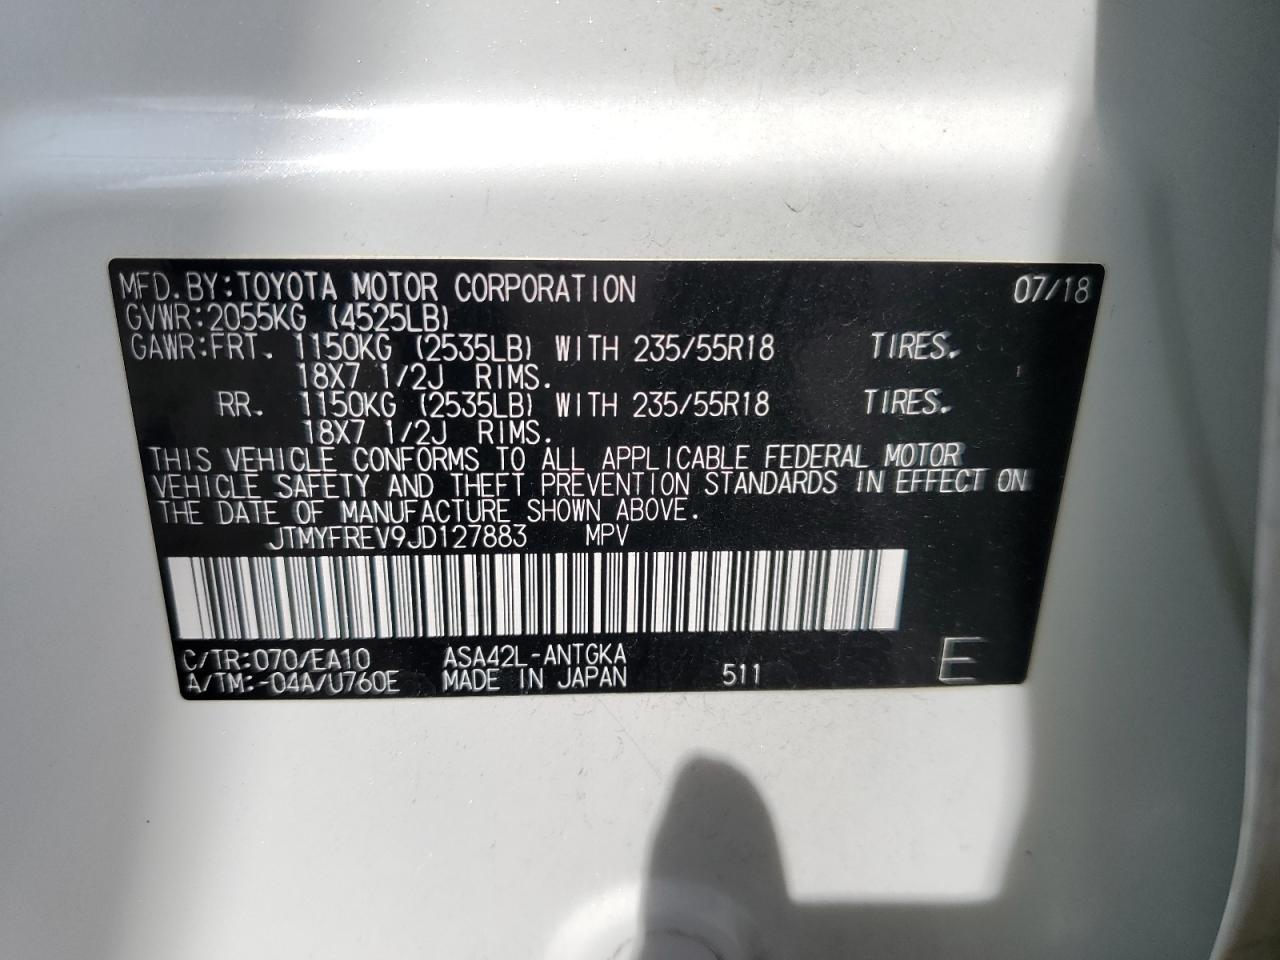 MFD. BY:TOYOTA MOTOR CORPORATION 07/18
GVWR:2055KG (4525LB)
GAWR:FRT. 1150KG (2535LB) WITH 235/55R18 TIRES.
18X7 1/2J RIMS.
RR. 1150KG (2535LB) WITH 235/55R18 TIRES.
18X7 1/2J RIMS.
THIS VEHICLE CONFORMS TO ALL APPLICABLE FEDERAL MOTOR
VEHICLE SAFETY AND THEFT PREVENTION STANDARDS IN EFFECT ON
THE DATE OF MANUFACTURE SHOWN ABOVE.
JTMYFREV9JD127883 MPV
C/TR:070/EA10 ASA42L-ANTGKA
A/TM:-04A/U760E MADE IN JAPAN 511 E